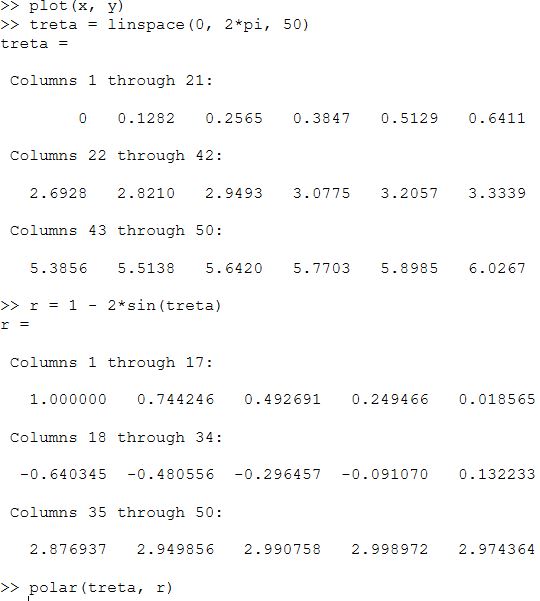 >> plot(x, y)
>> treta = linspace(0, 2*pi, 50)
treta =
Columns 1 through 21:
0 0.1282 0.2565 0.3847 0.5129 0.6411
Columns 22 through 42:
2.6928 2.8210 2.9493 3.0775 3.2057 3.3339
Columns 43 through 50:
5.3856 5.5138 5.6420 5.7703 5.8985 6.0267
>> r = 1 - 2*sin(treta)
r =
Columns 1 through 17:
1.000000 0.744246 0.492691 0.249466 0.018565
Columns 18 through 34:
-0.640345 -0.480556 -0.296457 -0.091070 0.132233
Columns 35 through 50:
2.876937 2.949856 2.990758 2.998972 2.974364
>> polar(treta, r)